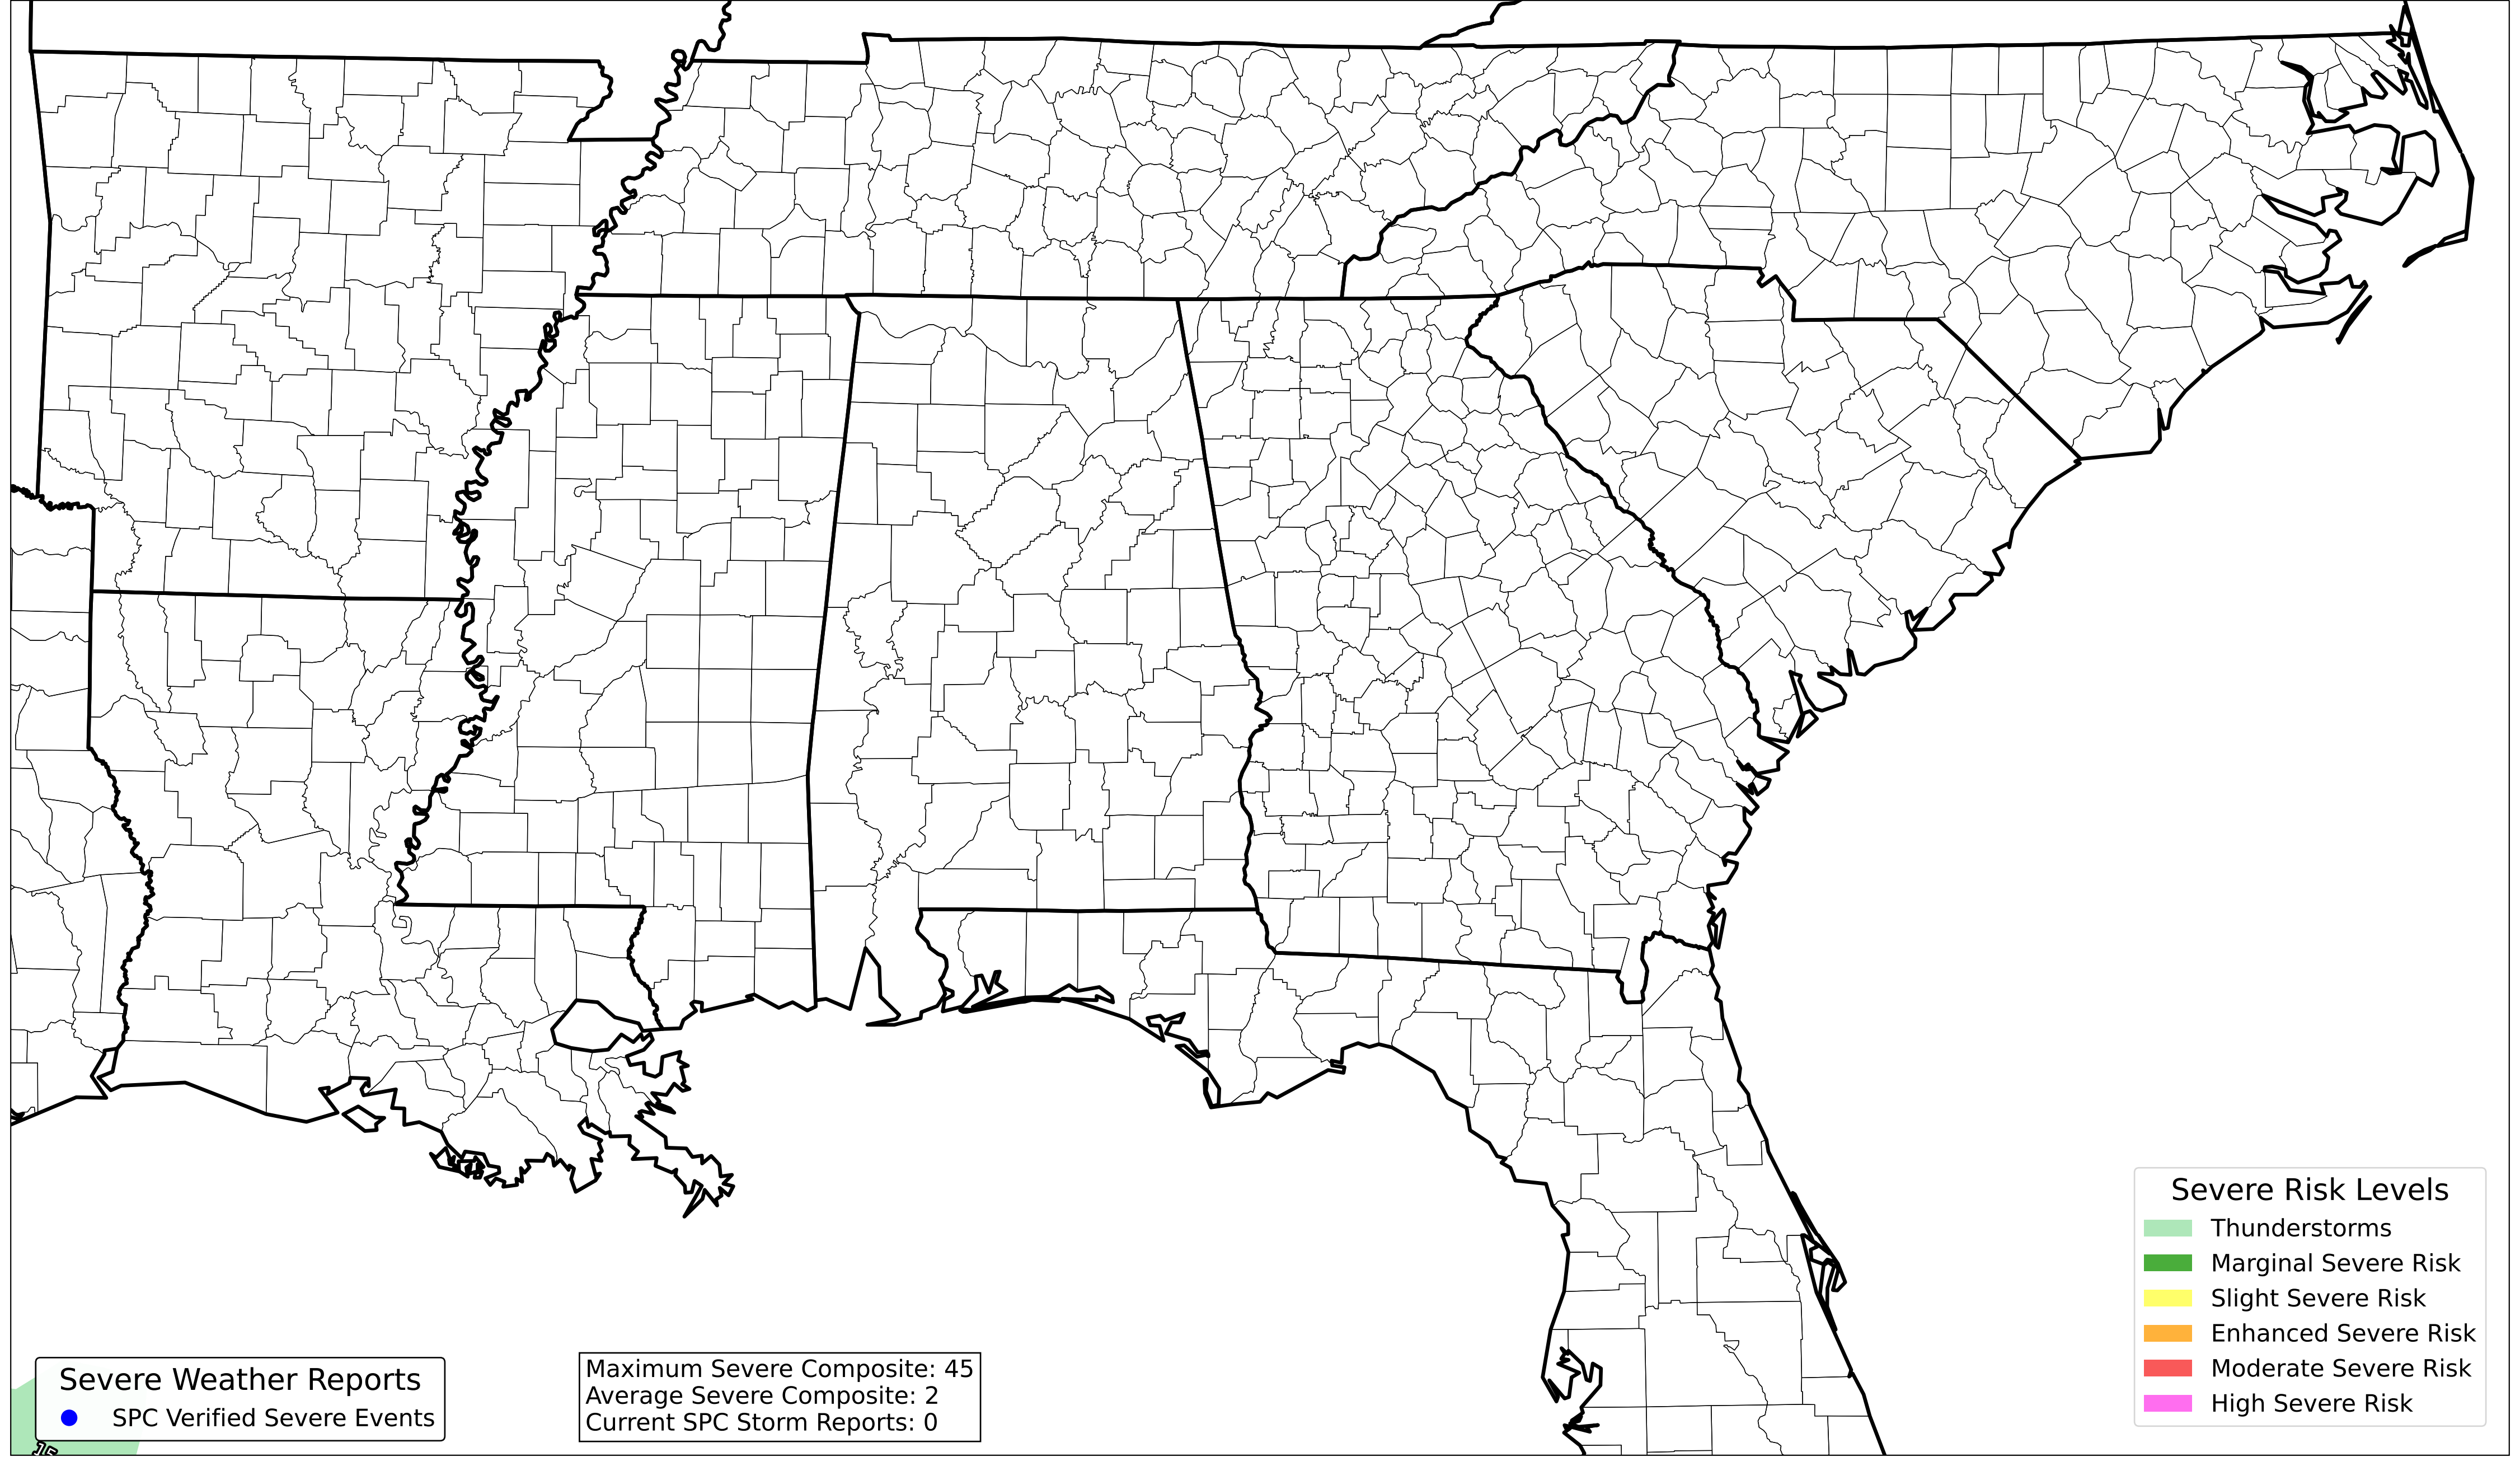 Severe Risk Levels
Thunderstorms
Marginal Severe Risk
Slight Severe Risk
Enhanced Severe Risk
Moderate Severe Risk
High Severe Risk
Severe Weather Reports
SPC Verified Severe Events
Maximum Severe Composite: 45
Average Severe Composite: 2
Current SPC Storm Reports: 0
15